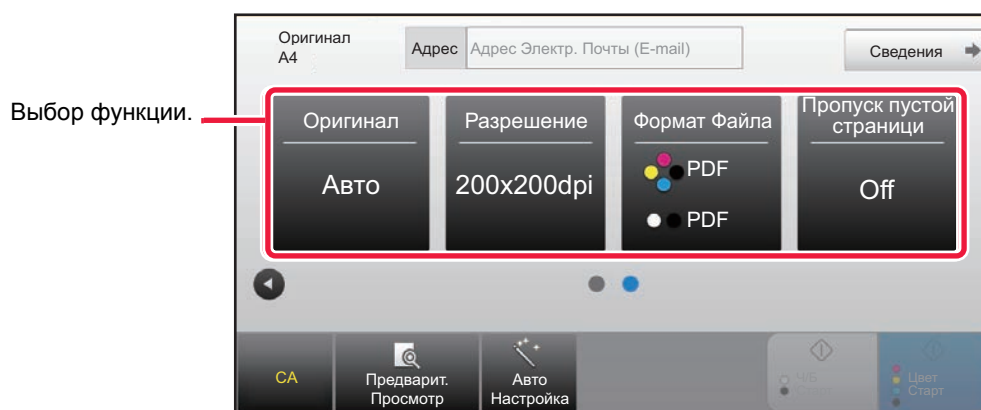 Оригинал
A4
Адрес
Адрес Электр. Почты (E-mail)
Сведения
Выбор функции.
Оригинал
Авто
Разрешение
200x200dpi
Формат Файла
PDF
PDF
Пропуск пустой
страници
Off
CA
Предварит.
Просмотр
Авто
Настройка
Ч/Б
Цвет
Старт